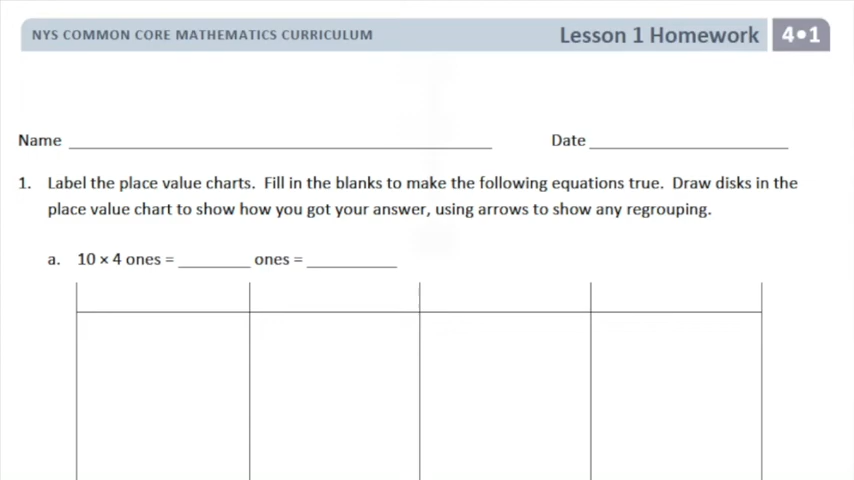 NYS COMMON CORE MATHEMATICS CURRICULUM
Lesson 1 Homework
4•1
Name
Date
1. Label the place value charts. Fill in the blanks to make the following equations true. Draw disks in the
place value chart to show how you got your answer, using arrows to show any regrouping.
a. 10 × 4 ones = ________ ones = __________